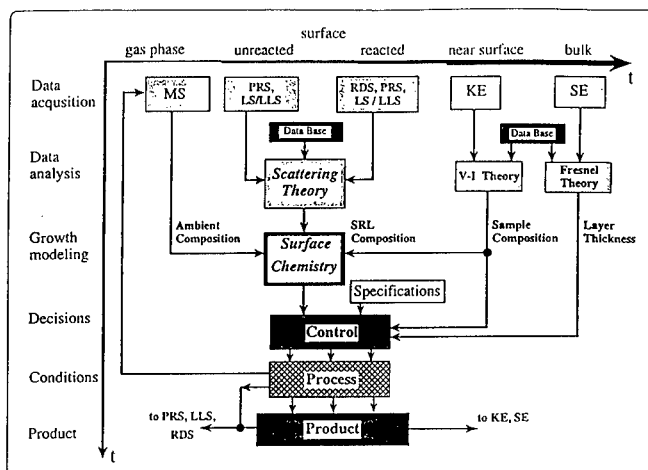 surface
gas phase unreacted reacted near surface bulk
t
Data acqusition
MS
PRS,
LS/LLS
RDS, PRS,
LS / LLS
KE
SE
Data Base
Data Base
Data analysis
Scattering
Theory
V-I Theory
Fresnel
Theory
Growth modeling
Ambient
Composition
Surface
Chemistry
SRL
Composition
Sample
Composition
Layer
Thickness
Specifications
Decisions
Control
Conditions
Process
to PRS, LLS,
RDS
to KE, SE
Product
Product
t